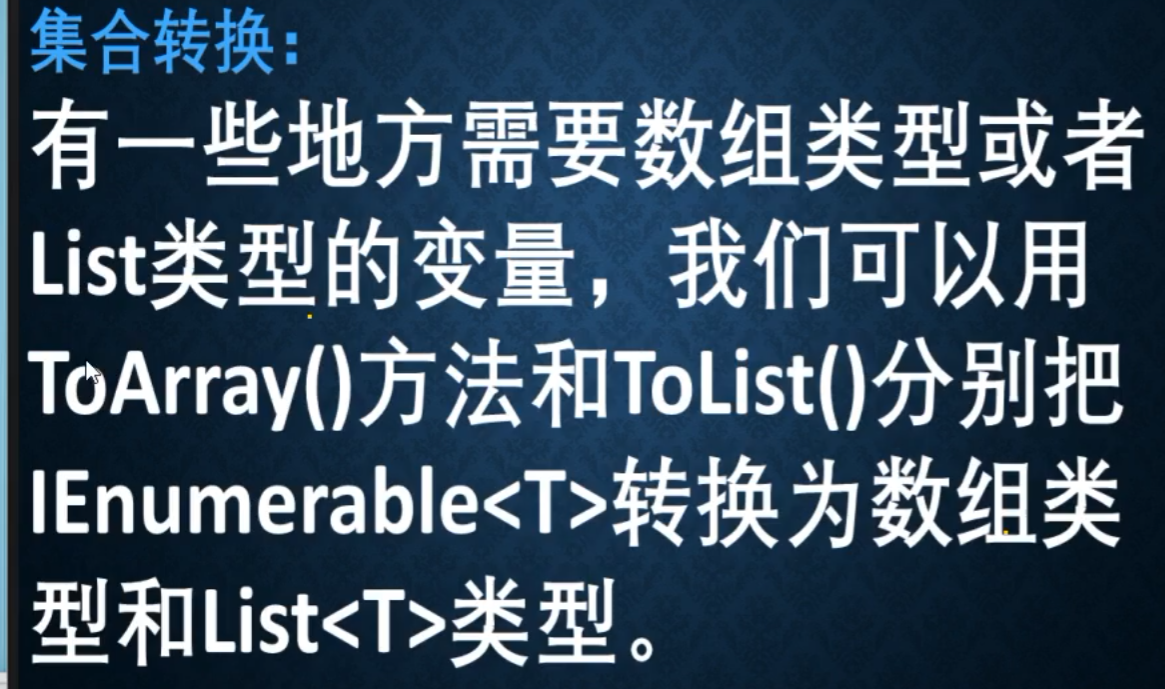 集合转换：
有一些地方需要数组类型或者
List类型的变量，我们可以用
ToArray()方法和ToList()分别把
IEnumerable<T>转换为数组类
型和List<T>类型。